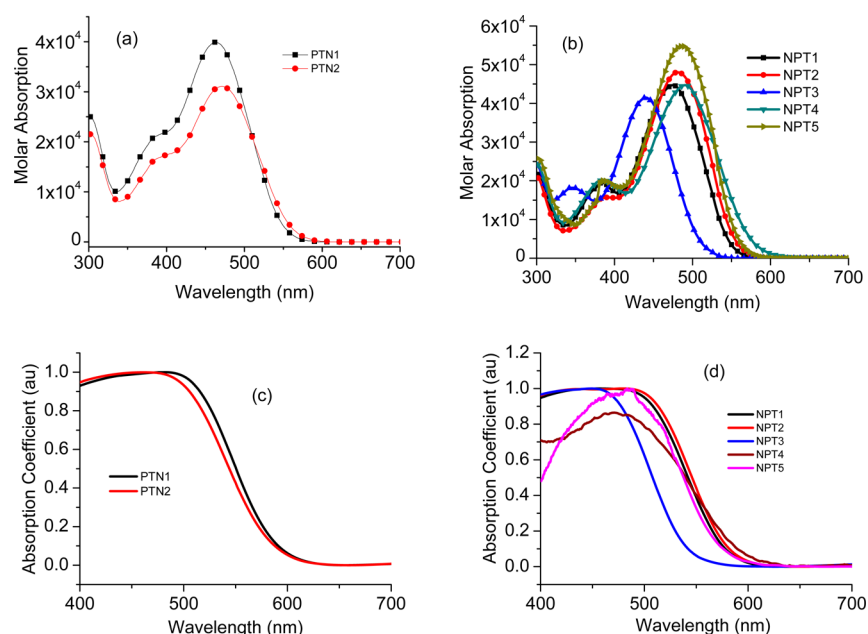 (a)
PTN1
PTN2
Molar Absorption
4x10⁴
3x10⁴
2x10⁴
1x10⁴
0
300 400 500 600 700
Wavelength (nm)
(b)
NPT1
NPT2
NPT3
NPT4
NPT5
Molar Absorption
6x10⁴
5x10⁴
4x10⁴
3x10⁴
2x10⁴
1x10⁴
0
300 400 500 600 700
Wavelength (nm)
(c)
PTN1
PTN2
Absorption Coefficient (au)
1.0
0.8
0.6
0.4
0.2
0.0
400 500 600 700
Wavelength (nm)
(d)
NPT1
NPT2
NPT3
NPT4
NPT5
Absorption Coefficient (au)
1.2
1.0
0.8
0.6
0.4
0.2
0.0
400 500 600 700
Wavelength (nm)